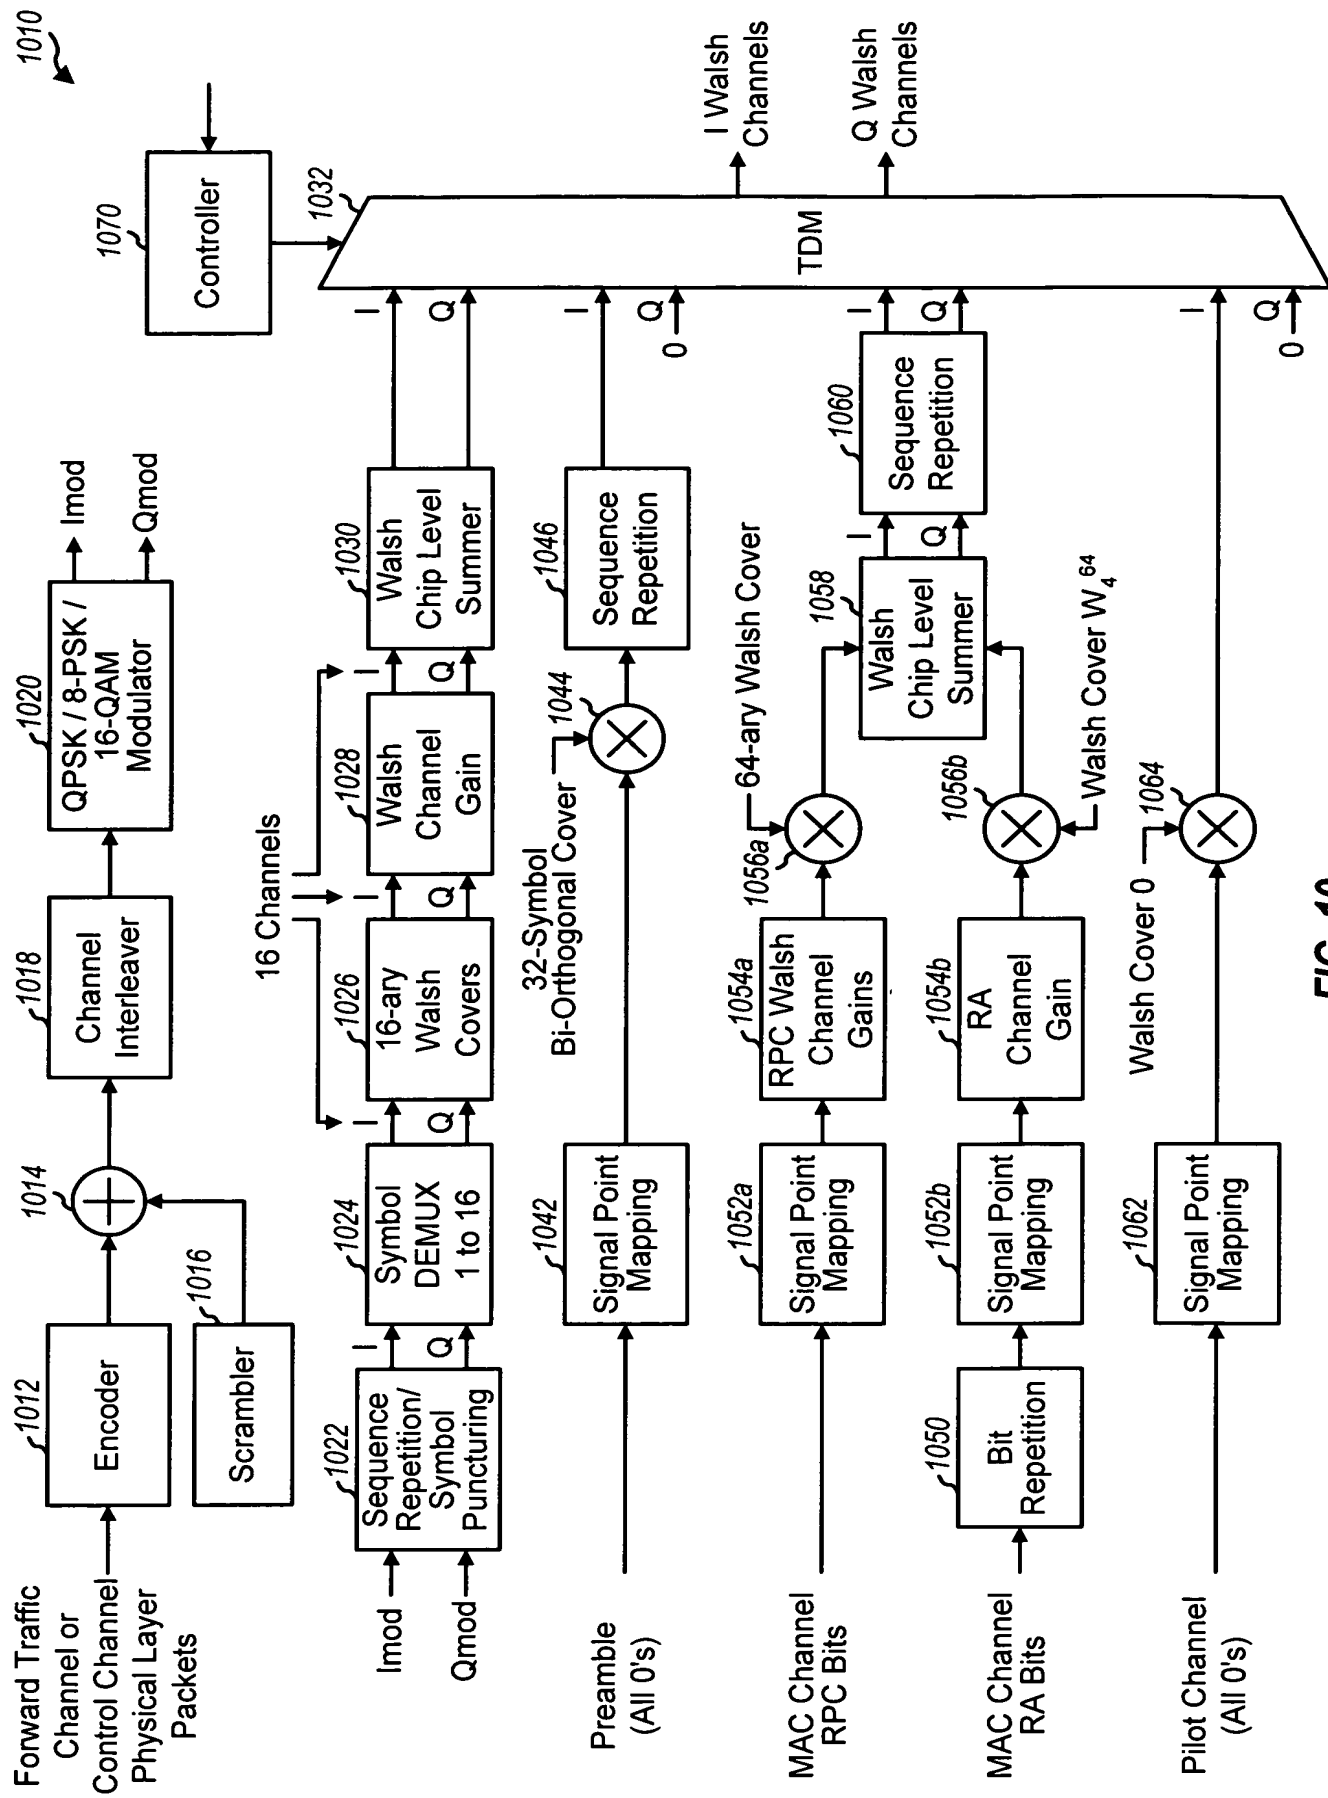 1010
Forward Traffic
Channel or
Control Channel
Physical Layer
Packets
1012
Encoder
1014
1016
Scrambler
1018
Channel
Interleaver
1020
QPSK / 8-PSK /
16-QAM
Modulator
Imod
Qmod
1070
Controller
16 Channels
Imod
Qmod
1022
Sequence
Repetition/
Symbol
Puncturing
I
Q
1024
Symbol
DEMUX
1 to 16
I
Q
1026
16-ary
Walsh
Covers
I
Q
1028
Walsh
Channel
Gain
I
Q
1030
Walsh
Chip Level
Summer
I
Q
1032
TDM
I Walsh
Channels
Q Walsh
Channels
Preamble
(All 0's)
1042
Signal Point
Mapping
32-Symbol
Bi-Orthogonal Cover
1044
1046
Sequence
Repetition
I
Q
0
MAC Channel
RPC Bits
1052a
Signal Point
Mapping
1054a
RPC Walsh
Channel
Gains
64-ary Walsh Cover
1056a
1058
Walsh
Chip Level
Summer
I
Q
1060
Sequence
Repetition
I
Q
MAC Channel
RA Bits
1050
Bit
Repetition
1052b
Signal Point
Mapping
1054b
RA
Channel
Gain
1056b
Walsh Cover W₄⁶⁴
Pilot Channel
(All 0's)
1062
Signal Point
Mapping
Walsh Cover 0
1064
I
Q
0